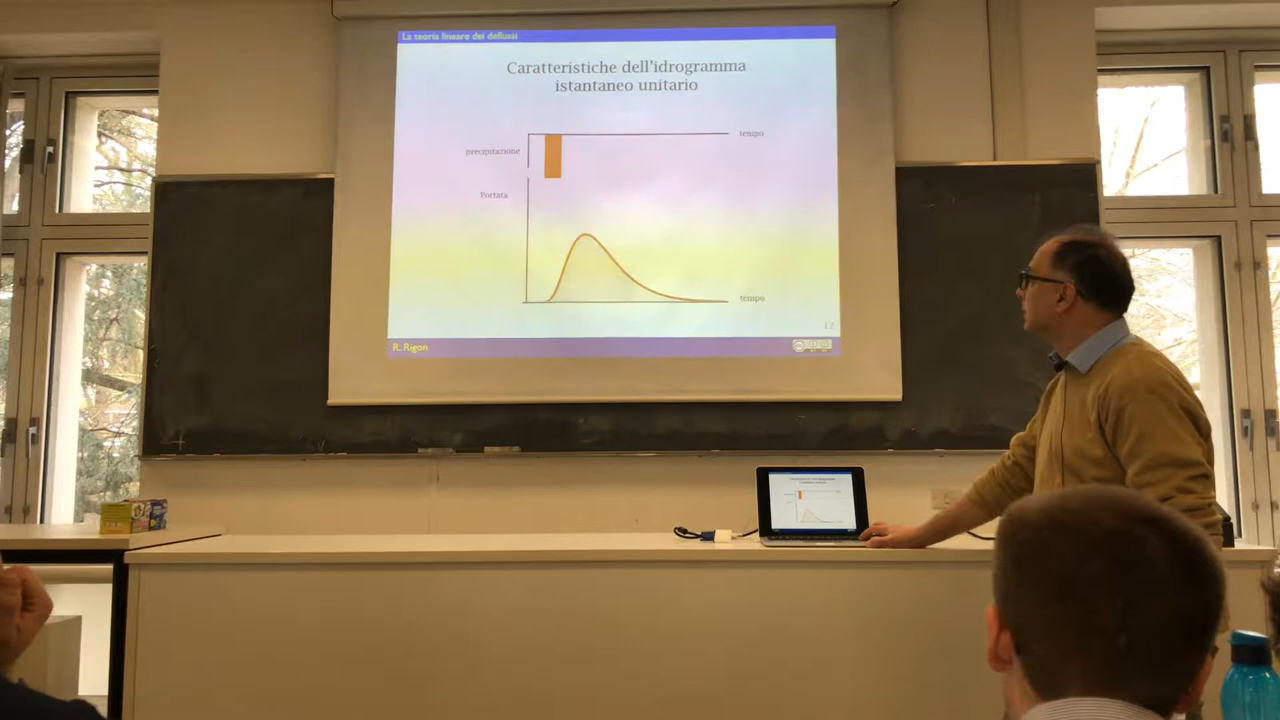 La teoria lineare dei deflussi
Caratteristiche dell'idrogramma
istantaneo unitario
tempo
precipitazione
Portata
tempo
12
R. Rigon